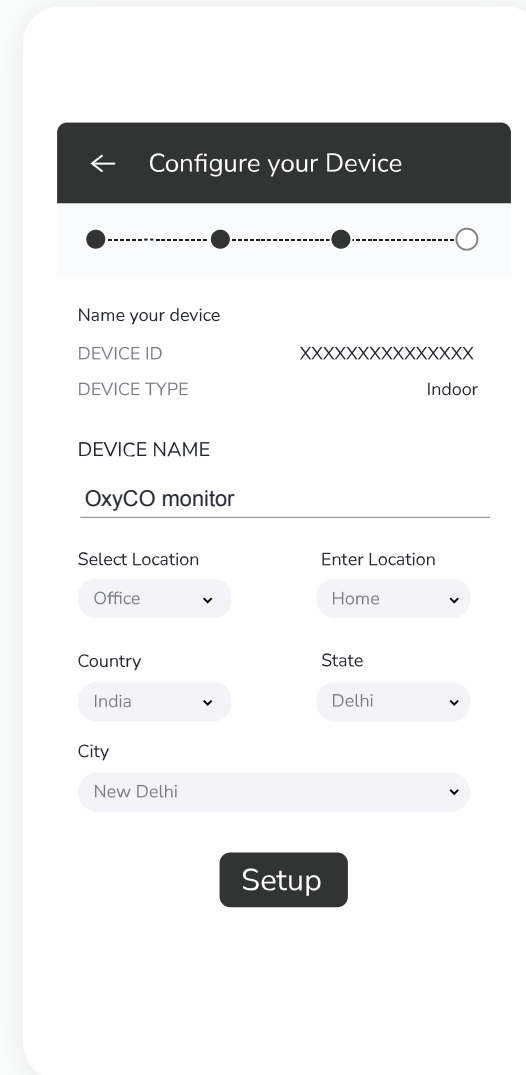 Configure your Device
Name your device
DEVICE ID XXXXXXXXXXXXXXX
DEVICE TYPE Indoor
DEVICE NAME
OxyCO monitor
Select Location Enter Location
Office Home
Country State
India Delhi
City
New Delhi
Setup